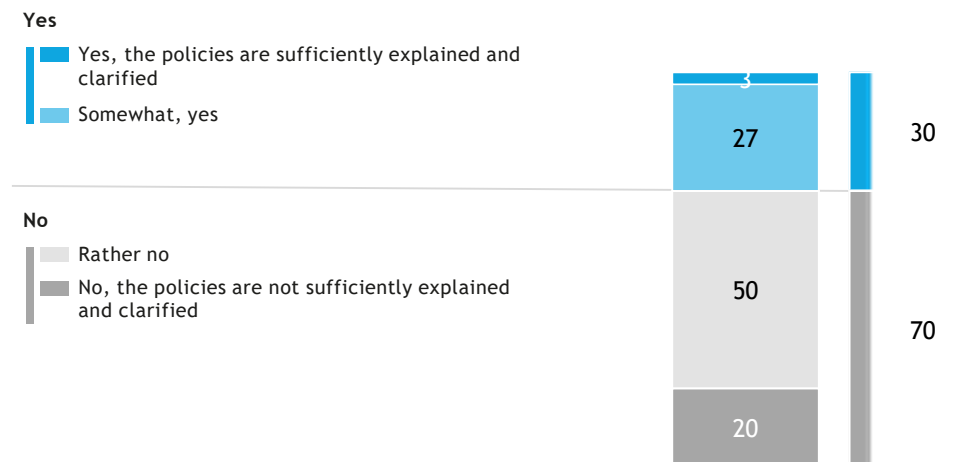 Yes
Yes, the policies are sufficiently explained and
clarified
Somewhat, yes
3
27
30
No
Rather no
No, the policies are not sufficiently explained
and clarified
50
70
20